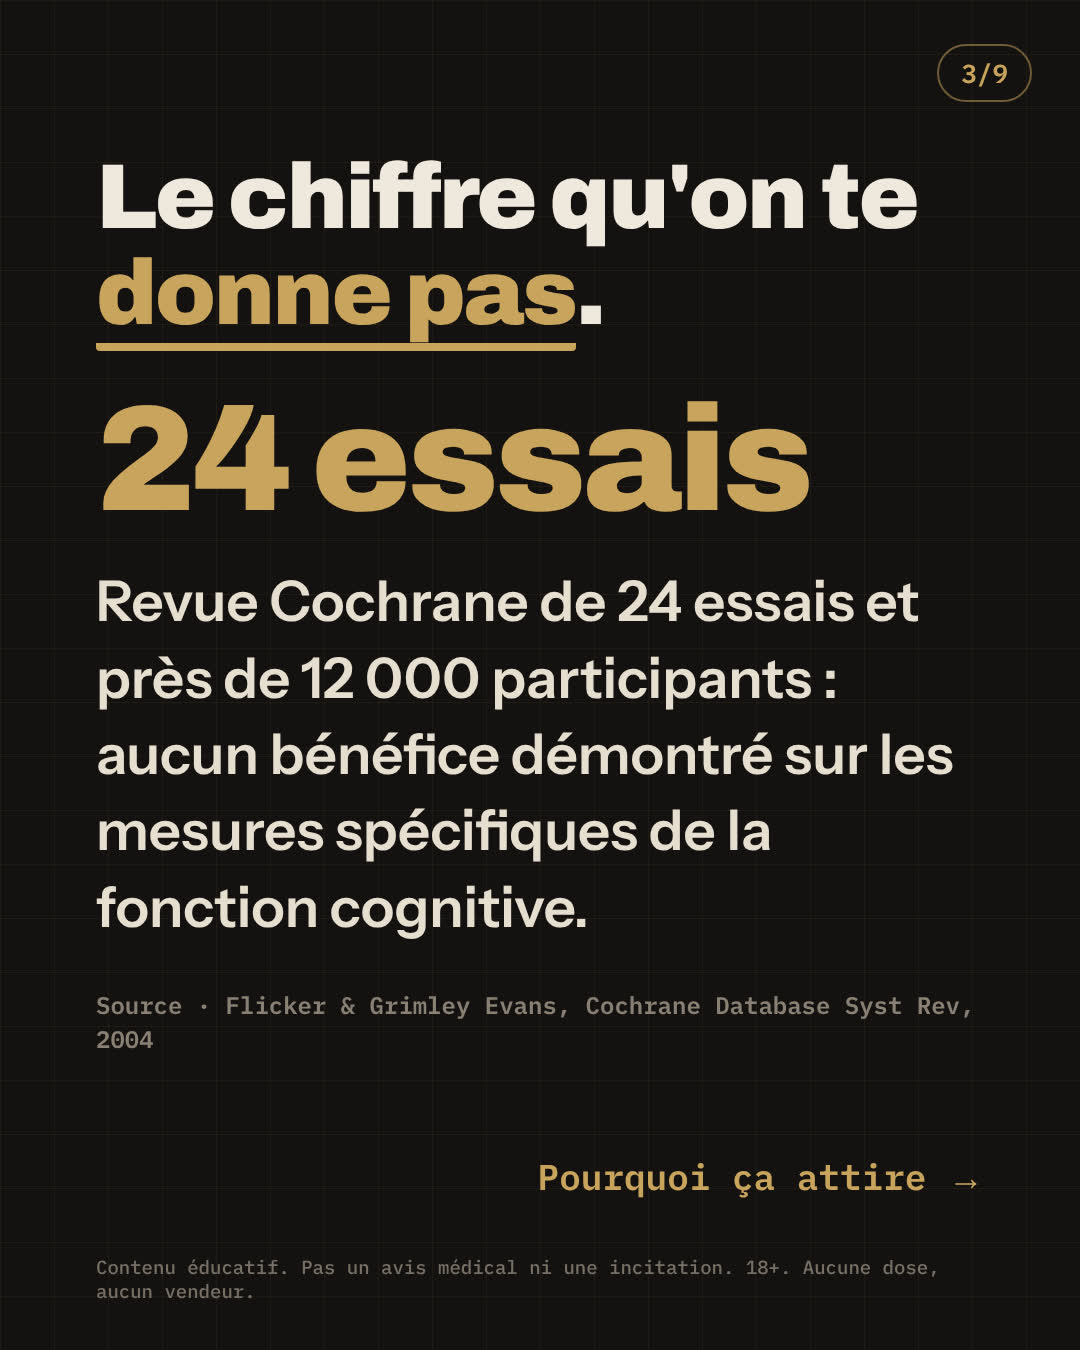 3/9
Le chiffre qu'on te
donne pas.
24 essais
Revue Cochrane de 24 essais et
près de 12 000 participants :
aucun bénéfice démontré sur les
mesures spécifiques de la
fonction cognitive.
Source · Flicker & Grimley Evans, Cochrane Database Syst Rev,
2004
Pourquoi ça attire →
Contenu éducatif. Pas un avis médical ni une incitation. 18+. Aucune dose,
aucun vendeur.